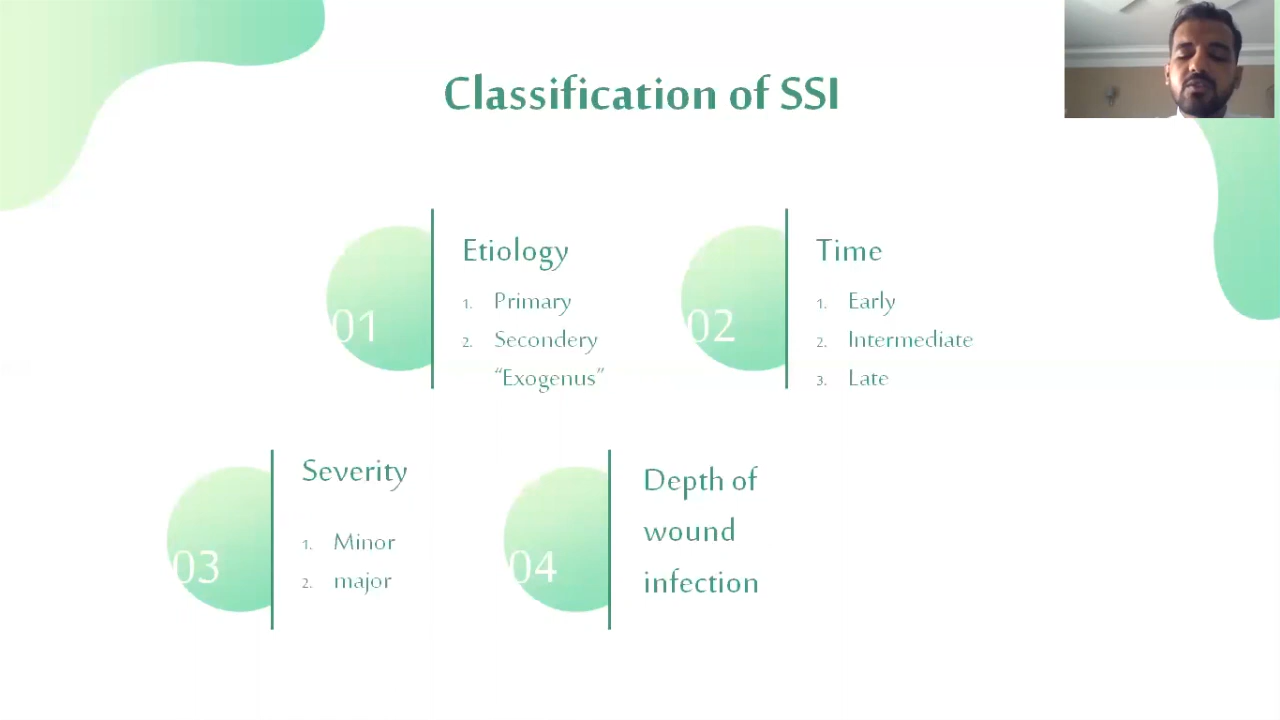 Classification of SSI
01
Etiology
1. Primary
2. Secondery
“Exogenus”
02
Time
1. Early
2. Intermediate
3. Late
03
Severity
1. Minor
2. major
04
Depth of
wound
infection